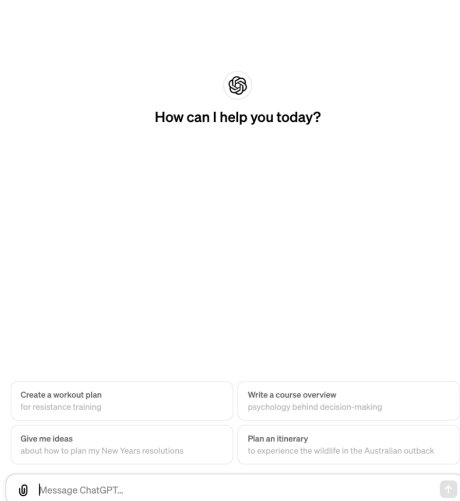 How can I help you today?
Create a workout plan
for resistance training
Write a course overview
psychology behind decision-making
Give me ideas
about how to plan my New Years resolutions
Plan an itinerary
to experience the wildlife in the Australian outback
Message ChatGPT...